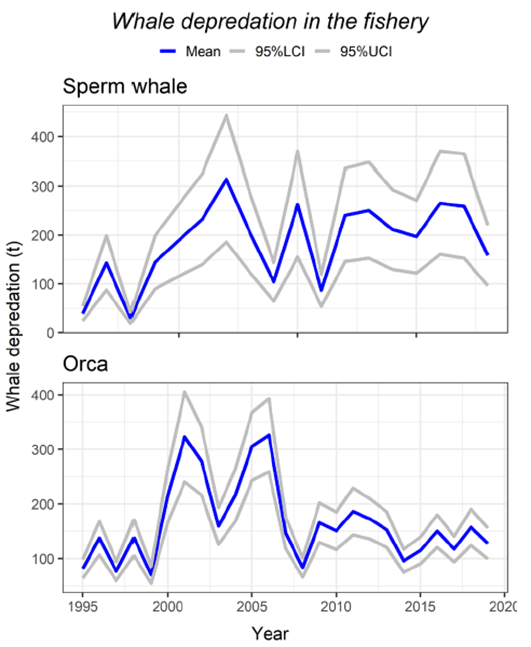 Whale depredation in the fishery
Mean 95%LCI 95%UCI
Sperm whale
400
300
200
100
0
Whale depredation (t)
Orca
400
300
200
100
1995 2000 2005 2010 2015 2020
Year